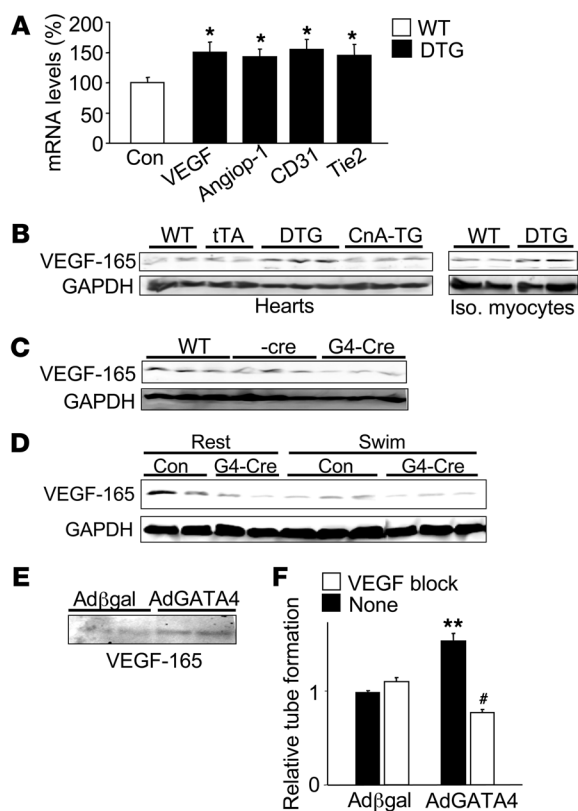 A
WT
DTG
mRNA levels (%)
200
150
100
50
0
* * * *
Con VEGF Angiop-1 CD31 Tie2
B
WT tTA DTG CnA-TG WT DTG
VEGF-165
GAPDH
Hearts Iso. myocytes
C
WT -cre G4-Cre
VEGF-165
GAPDH
D
Rest Swim
Con G4-Cre Con G4-Cre
VEGF-165
GAPDH
E
Adβgal AdGATA4
VEGF-165
F
VEGF block
None
Relative tube formation
1
0
**
#
Adβgal AdGATA4